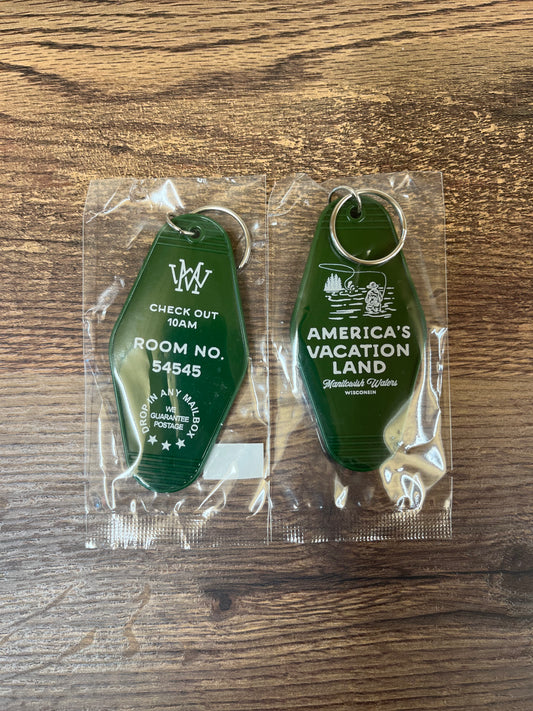 MW
CHECK OUT
10AM
ROOM NO.
54545
DROP IN ANY MAILBOX
WE
GUARANTEE
POSTAGE
AMERICA'S
VACATION
LAND
Manitowish Waters
WISCONSIN